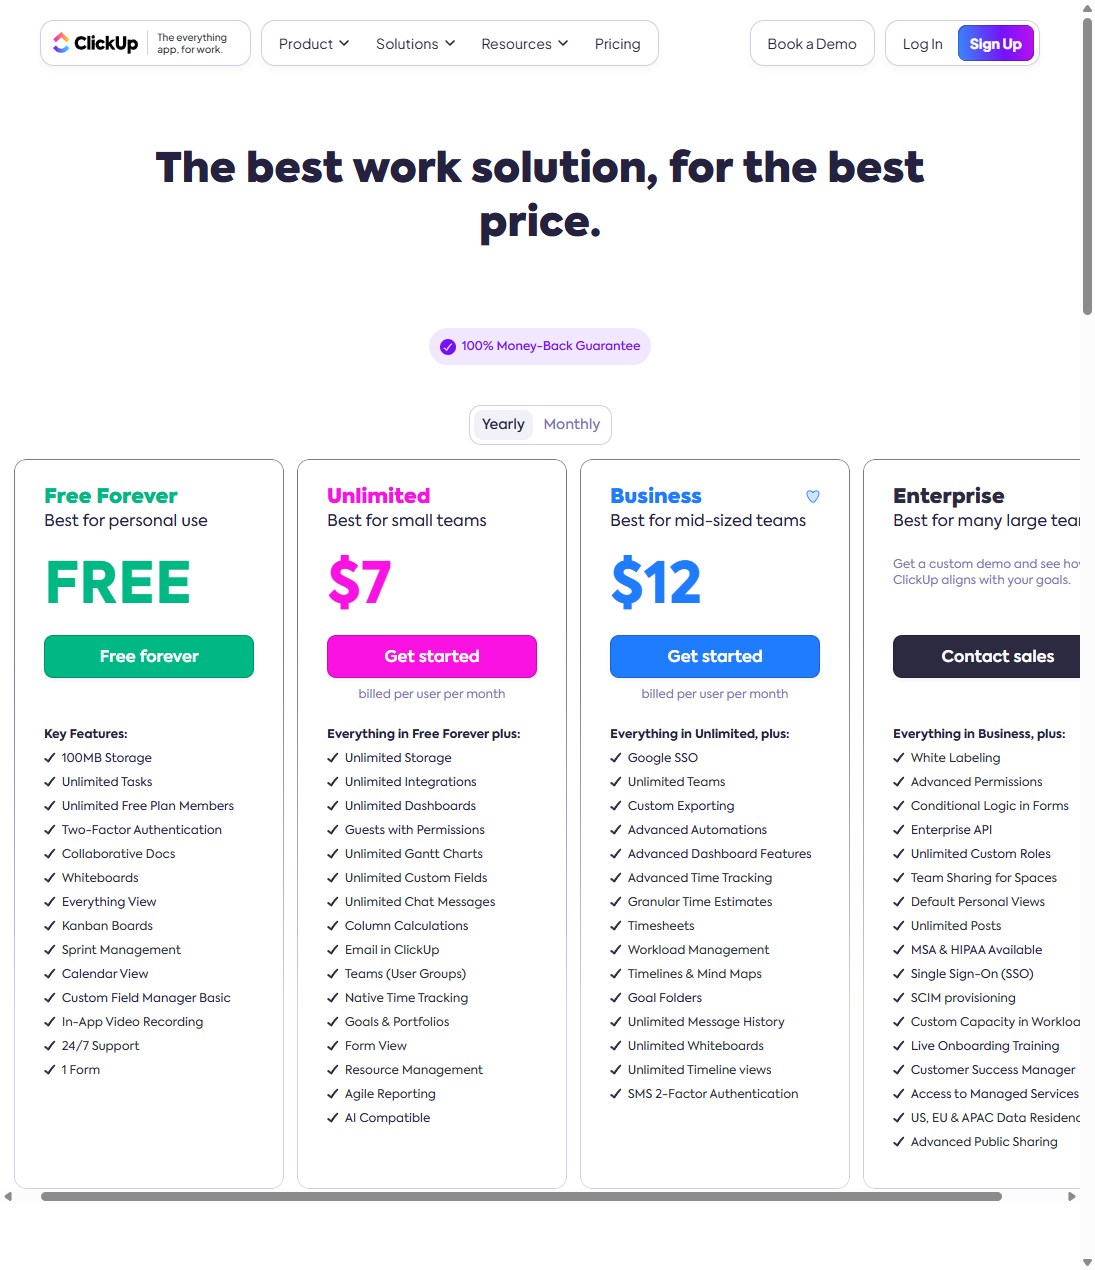 ClickUp
The everything
app, for work.
Product
Solutions
Resources
Pricing
Book a Demo
Log In
Sign Up
The best work solution, for the best
price.
100% Money-Back Guarantee
Yearly
Monthly
Free Forever
Best for personal use
FREE
Free forever
Key Features:
100MB Storage
Unlimited Tasks
Unlimited Free Plan Members
Two-Factor Authentication
Collaborative Docs
Whiteboards
Everything View
Kanban Boards
Sprint Management
Calendar View
Custom Field Manager Basic
In-App Video Recording
24/7 Support
1 Form
Unlimited
Best for small teams
$7
Get started
billed per user per month
Everything in Free Forever plus:
Unlimited Storage
Unlimited Integrations
Unlimited Dashboards
Guests with Permissions
Unlimited Gantt Charts
Unlimited Custom Fields
Unlimited Chat Messages
Column Calculations
Email in ClickUp
Teams (User Groups)
Native Time Tracking
Goals & Portfolios
Form View
Resource Management
Agile Reporting
AI Compatible
Business
Best for mid-sized teams
$12
Get started
billed per user per month
Everything in Unlimited, plus:
Google SSO
Unlimited Teams
Custom Exporting
Advanced Automations
Advanced Dashboard Features
Advanced Time Tracking
Granular Time Estimates
Timesheets
Workload Management
Timelines & Mind Maps
Goal Folders
Unlimited Message History
Unlimited Whiteboards
Unlimited Timeline views
SMS 2-Factor Authentication
Enterprise
Best for many large
Get a custom demo and see
ClickUp aligns with your goals.
Contact sales
Everything in Business, plus:
White Labeling
Advanced Permissions
Conditional Logic in Forms
Enterprise API
Unlimited Custom Roles
Team Sharing for Spaces
Default Personal Views
Unlimited Posts
MSA & HIPAA Available
Single Sign-On (SSO)
SCIM provisioning
Custom Capacity in
Live Onboarding Training
Customer Success Manager
Access to Managed Services
US, EU & APAC Data
Advanced Public Sharing